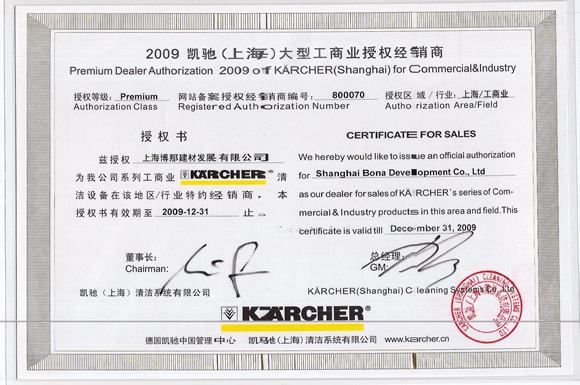 2009 凯驰（上海）大型工商业授权经销商
Premium Dealer Authorization 2009 of KÄRCHER(Shanghai) for Commercial&Industry
授权等级: Premium 网站备案授权经销商编号: 800070 授权区域/行业: 上海/工商业
Authorization Class Registered Authorization Number Authorization Area/Field
授权书
兹授权 上海博那建材发展有限公司
为我公司系列工商业 KÄRCHER 清
洁设备在该地区/行业特约经销商. 本
授权书有效期至 2009-12-31 止.
CERTIFICATE FOR SALES
We hereby would like to issue an official authorization
for Shanghai Bona Development Co., Ltd
as our dealer for sales of KÄRCHER's series of Com-
mercial & Industry products in this area and field. This
certificate is valid till December 31, 2009
董事长:
Chairman:
总经理:
GM:
凯驰（上海）清洁系统有限公司
KÄRCHER(Shanghai) Cleaning Systems Co.,Ltd
KÄRCHER®
德国凯驰中国管理中心 凯驰(上海)清洁系统有限公司 www.karcher.cn